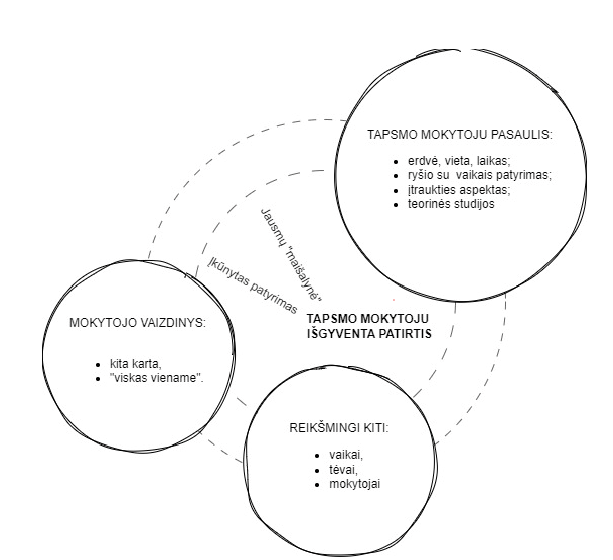 TAPSMO MOKYTOJU PASAULIS:
erdvė, vieta, laikas;
ryšio su vaikais patyrimas;
įtraukties aspektas;
teorinės studijos
Jausmų "maišalynė"
Įkūnytas patyrimas
TAPSMO MOKYTOJU
IŠGYVENTA PATIRTIS
MOKYTOJO VAIZDINYS:
kita karta,
"viskas viename".
REIKŠMINGI KITI:
vaikai,
tėvai,
mokytojai